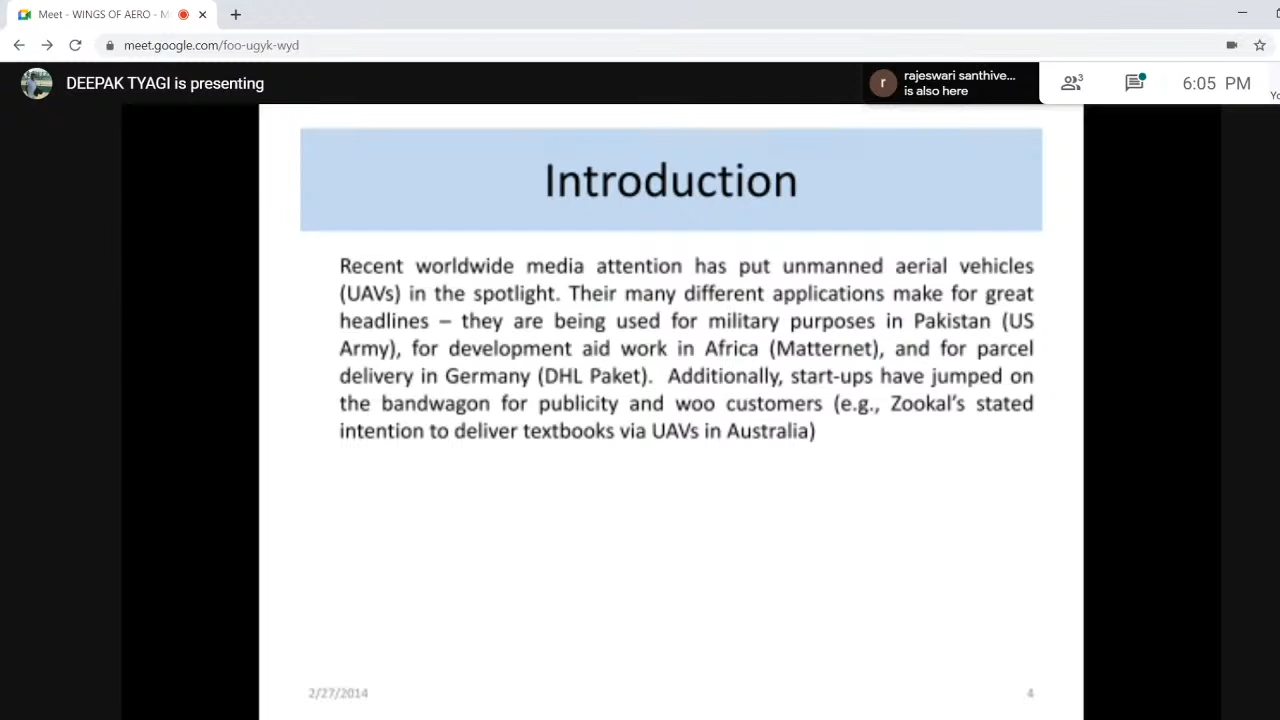 Meet - WINGS OF AERO - M
meet.google.com/foo-ugyk-wyd
DEEPAK TYAGI is presenting
r
rajeswari santhive...
is also here
3
6:05 PM
Yo
Introduction
Recent worldwide media attention has put unmanned aerial vehicles
(UAVs) in the spotlight. Their many different applications make for great
headlines – they are being used for military purposes in Pakistan (US
Army), for development aid work in Africa (Matternet), and for parcel
delivery in Germany (DHL Paket).  Additionally, start-ups have jumped on
the bandwagon for publicity and woo customers (e.g., Zookal's stated
intention to deliver textbooks via UAVs in Australia)
2/27/2014
4